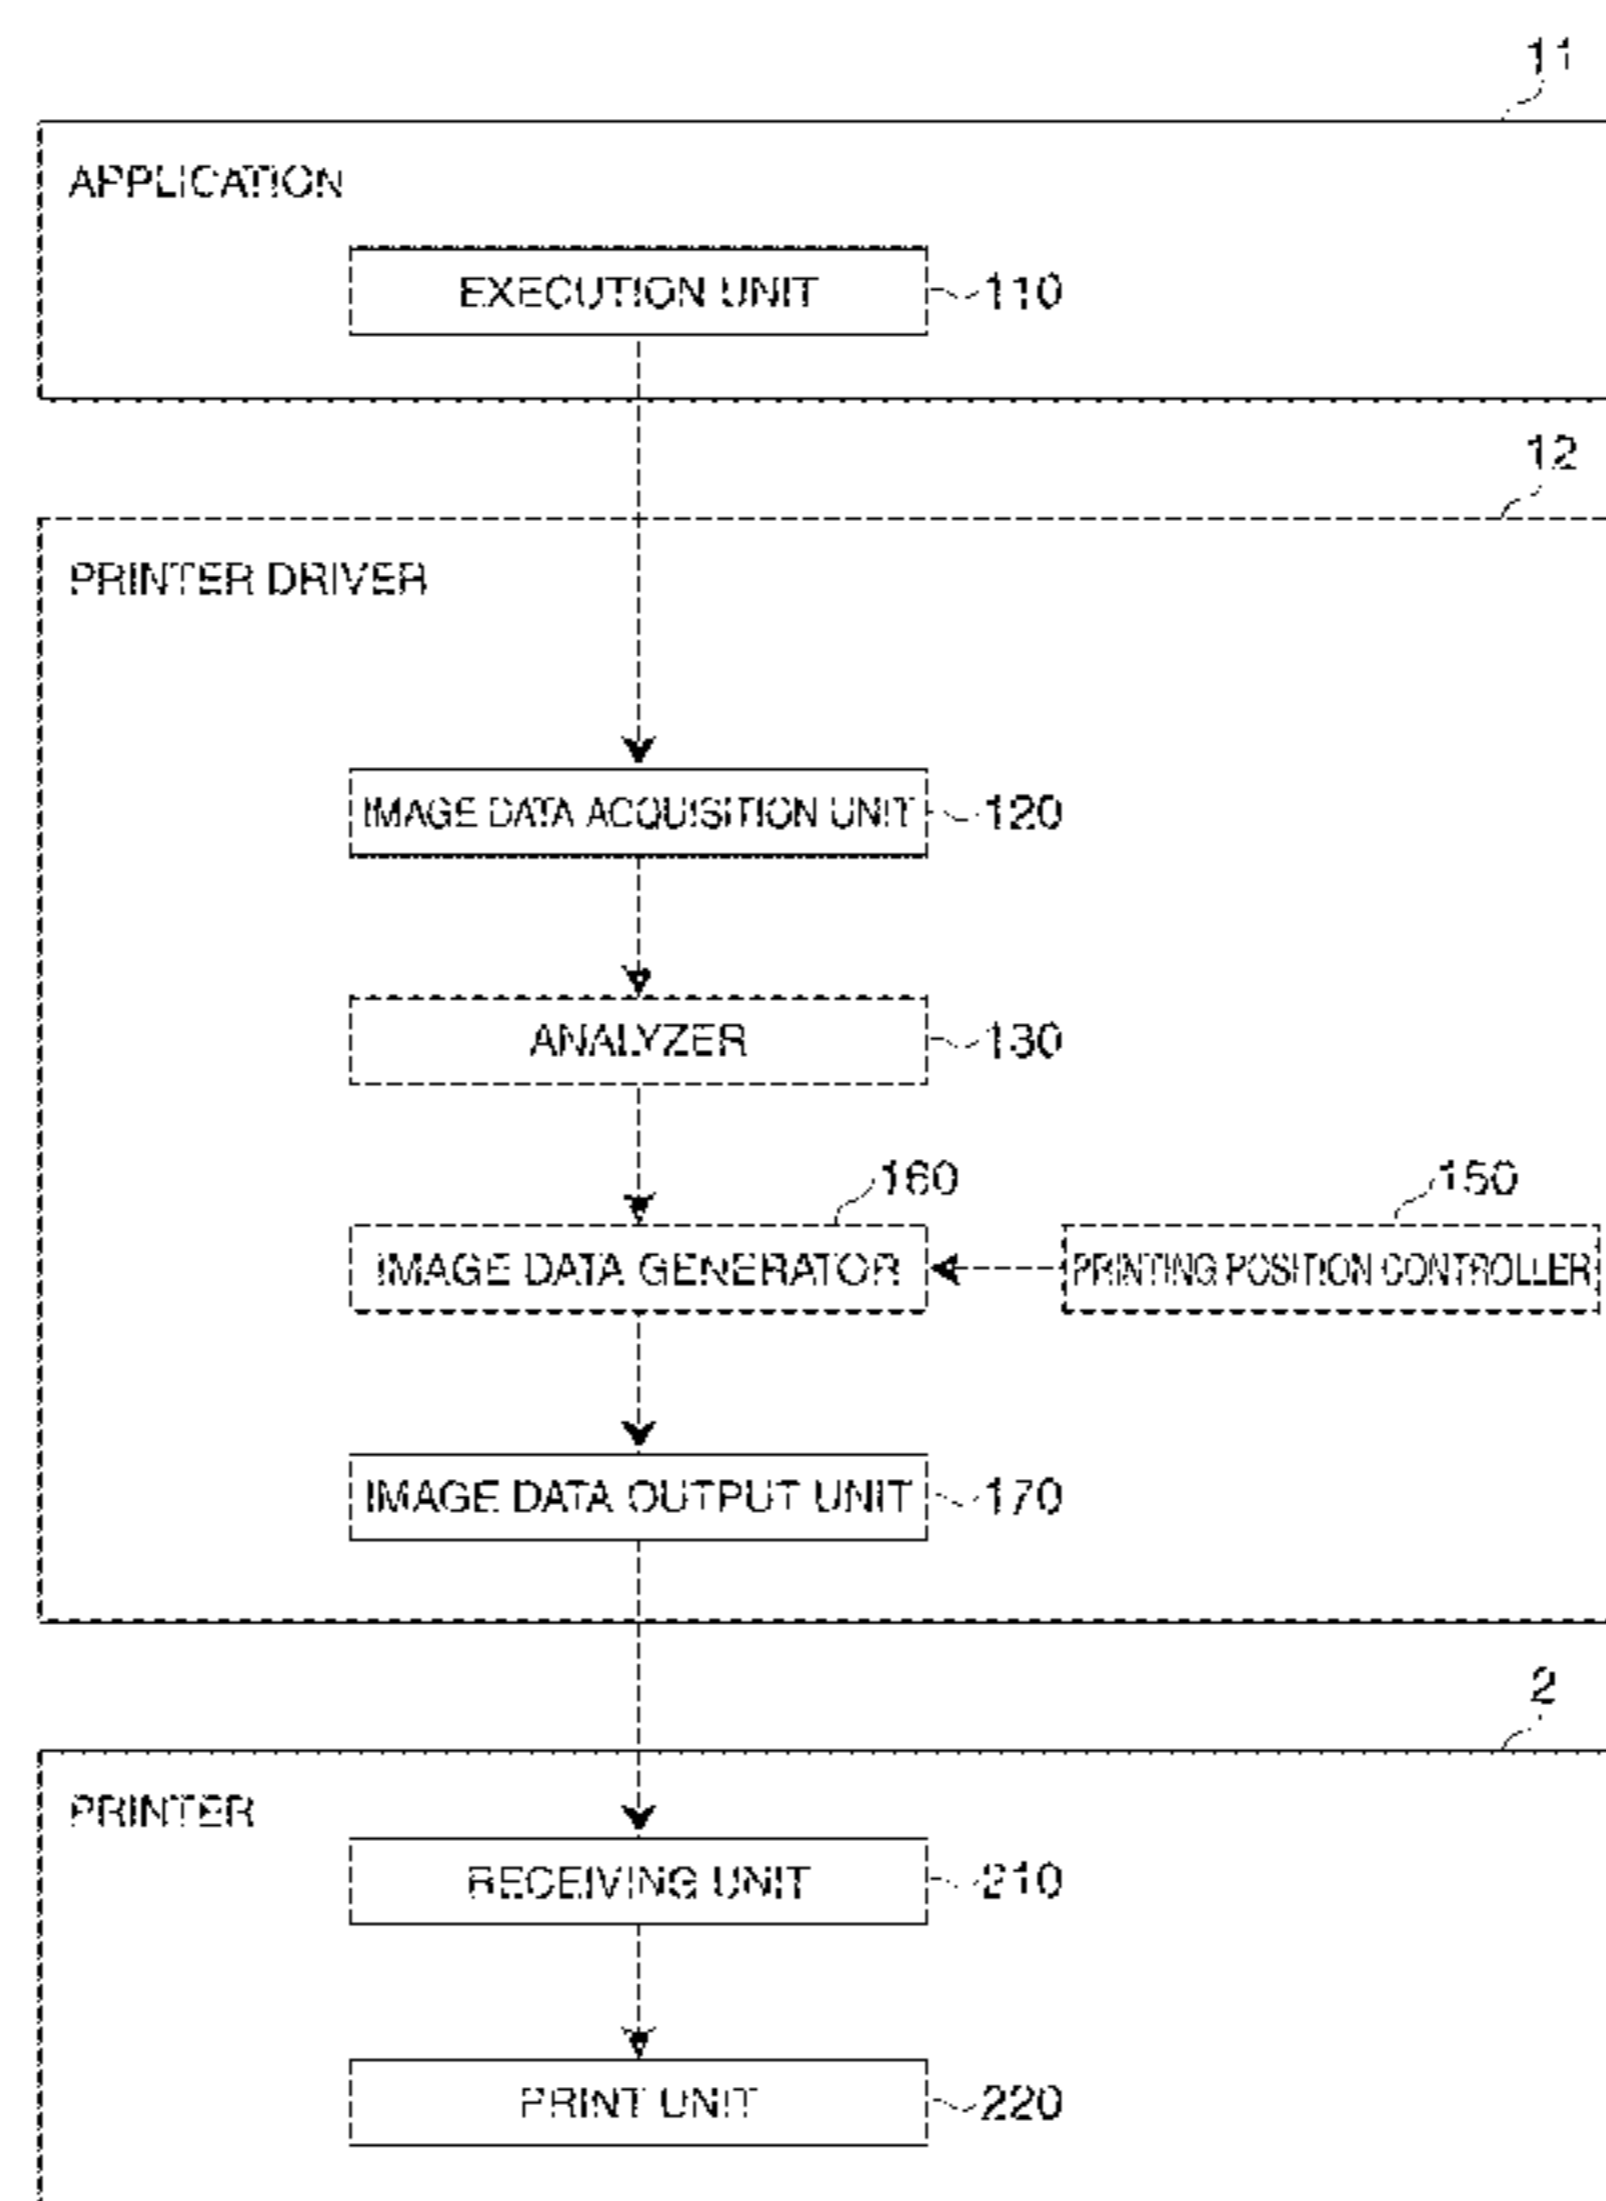 11
APPLICATION
EXECUTION UNIT
110
12
PRINTER DRIVER
IMAGE DATA ACQUISITION UNIT
120
ANALYZER
130
160
150
IMAGE DATA GENERATOR
PRINTING POSITION CONTROLLER
IMAGE DATA OUTPUT UNIT
170
2
PRINTER
RECEIVING UNIT
210
PRINT UNIT
220